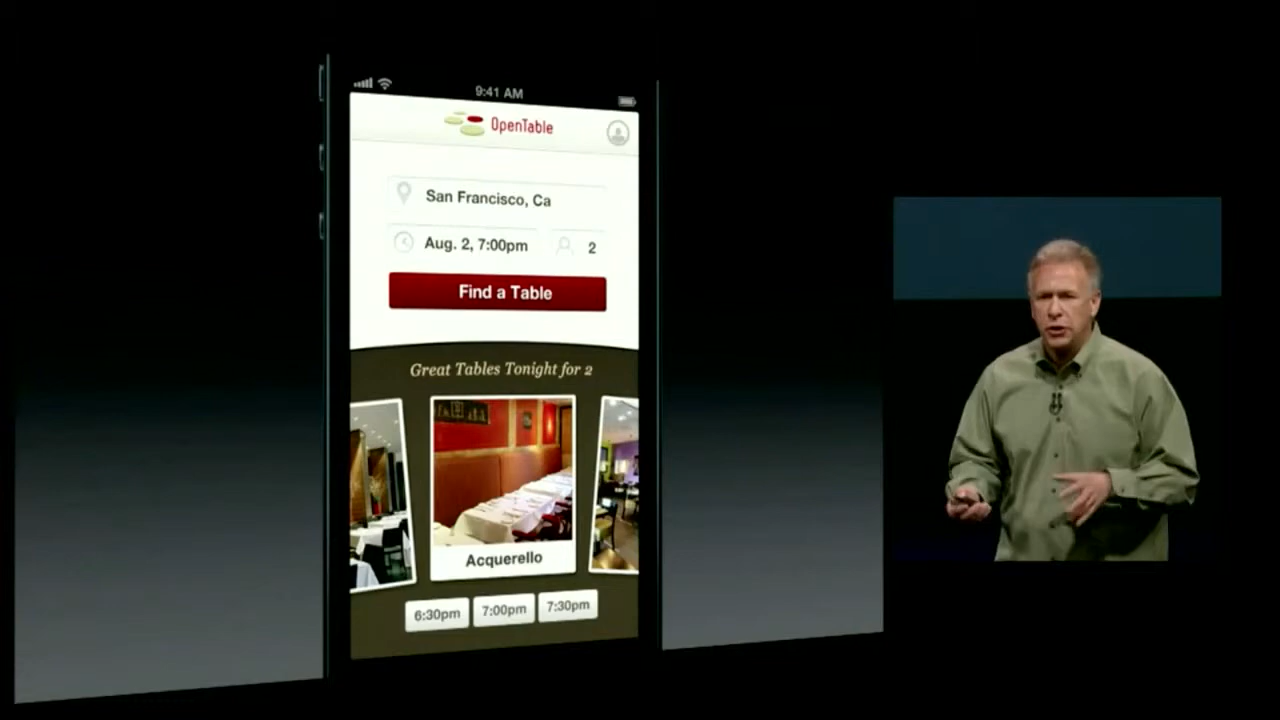 9:41 AM
OpenTable
San Francisco, Ca
Aug. 2, 7:00pm 2
Find a Table
Great Tables Tonight for 2
Acquerello
6:30pm 7:00pm 7:30pm